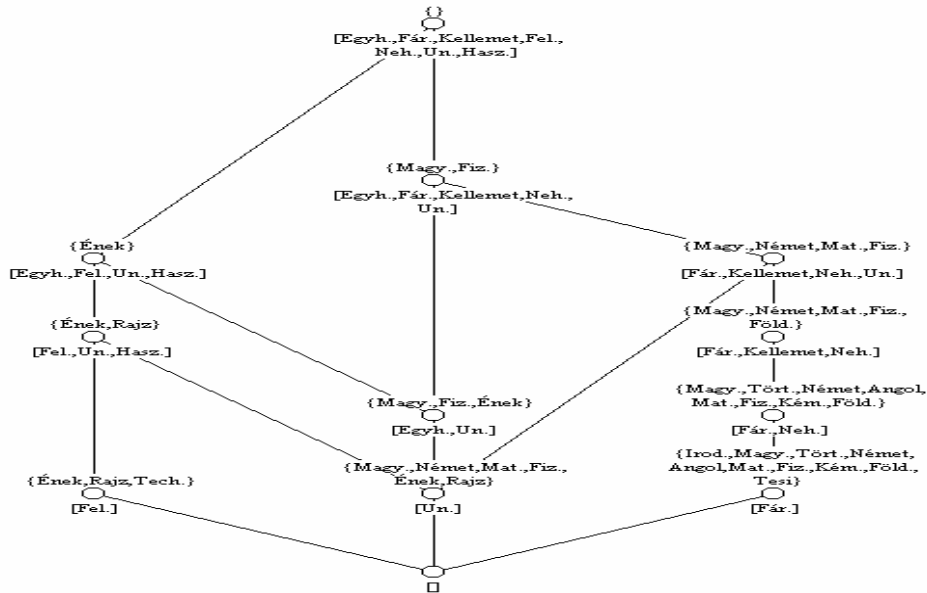 {}
[Egyh.,Fár.,Kellemet,Fel.,
Neh.,Un.,Hasz.]
{Magy.,Fiz.}
[Egyh.,Fár.,Kellemet,Neh.,
Un.]
{Ének}
[Egyh.,Fel.,Un.,Hasz.]
{Magy.,Német,Mat.,Fiz.}
[Fár.,Kellemet,Neh.,Un.]
{Ének,Rajz}
[Fel.,Un.,Hasz.]
{Magy.,Német,Mat.,Fiz.,
Föld.}
[Fár.,Kellemet,Neh.]
{Magy.,Fiz.,Ének}
[Egyh.,Un.]
{Magy.,Tört.,Német,Angol,
Mat.,Fiz.,Kém.,Föld.}
[Fár.,Neh.]
{Ének,Rajz,Tech.}
[Fel.]
{Magy.,Német,Mat.,Fiz.,
Ének,Rajz}
[Un.]
{Irod.,Magy.,Tört.,Német,
Angol,Mat.,Fiz.,Kém.,Föld.,
Tesi}
[Fár.]
[]